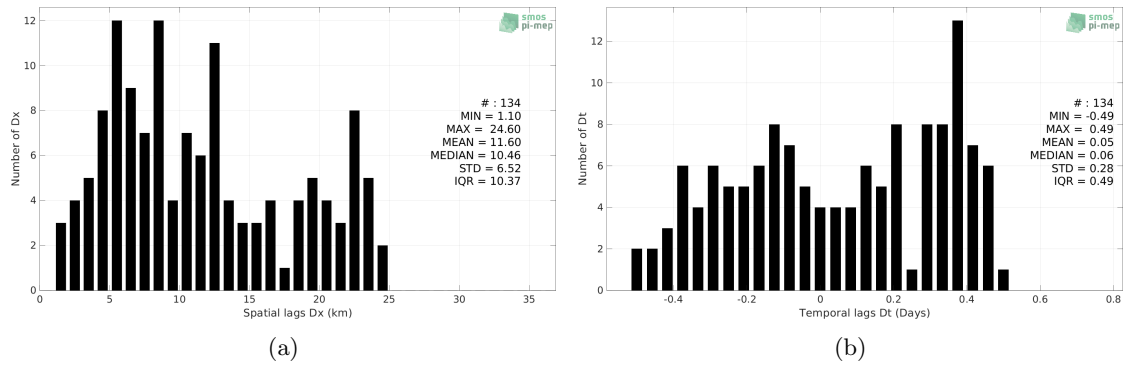 smos
pi-mep
12
10
8
6
4
2
0
Number of Dx
# : 134
MIN = 1.10
MAX = 24.60
MEAN = 11.60
MEDIAN = 10.46
STD = 6.52
IQR = 10.37
0 5 10 15 20 25 30 35
Spatial lags Dx (km)
(a)
smos
pi-mep
12
10
8
6
4
2
0
Number of Dt
# : 134
MIN = -0.49
MAX = 0.49
MEAN = 0.05
MEDIAN = 0.06
STD = 0.28
IQR = 0.49
-0.4 -0.2 0 0.2 0.4 0.6 0.8
Temporal lags Dt (Days)
(b)